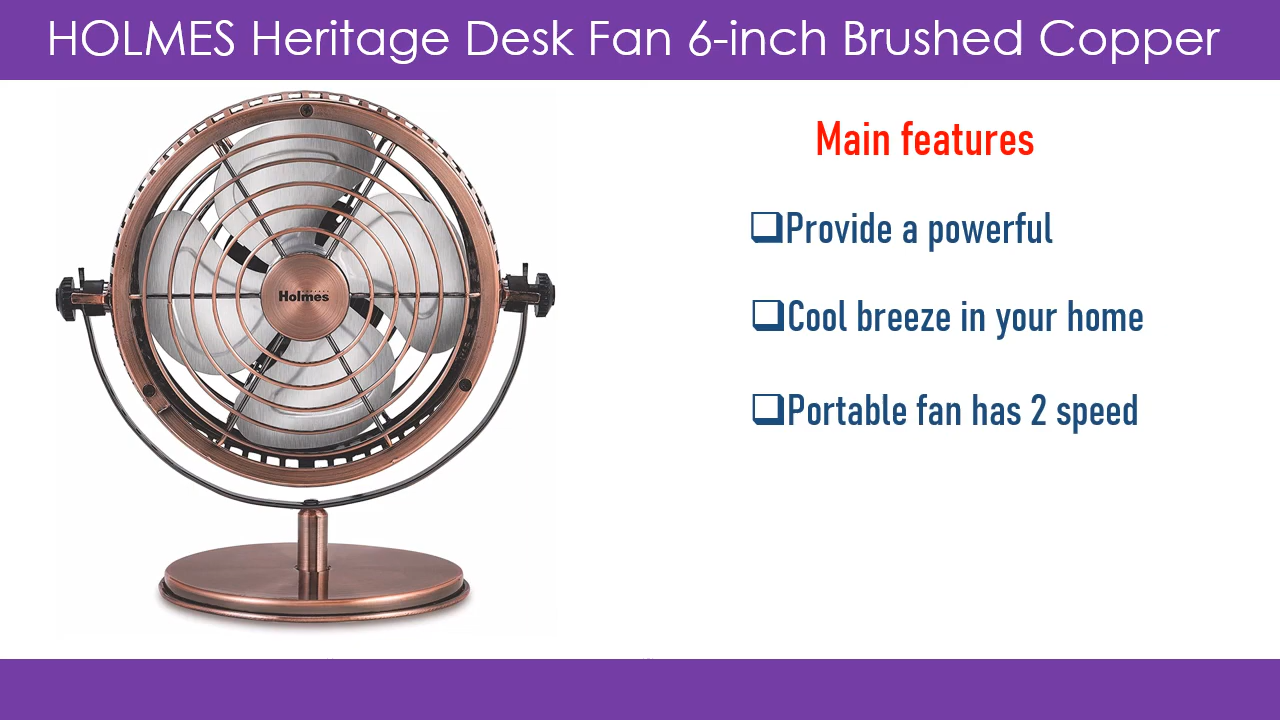 HOLMES Heritage Desk Fan 6-inch Brushed Copper
Main features
Provide a powerful
Cool breeze in your home
Portable fan has 2 speed
Holmes